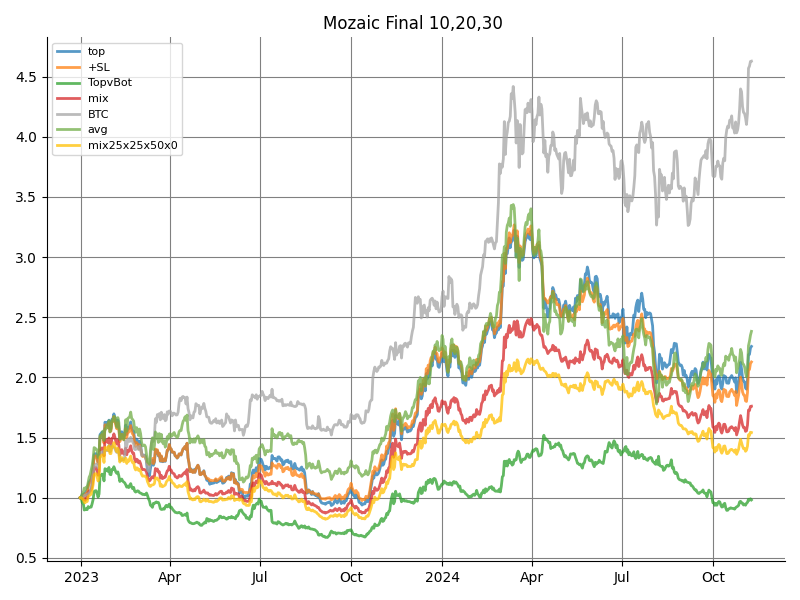 Mozaic Final 10,20,30
top
+SL
TopvBot
mix
BTC
avg
mix25x25x50x0
4.5
4.0
3.5
3.0
2.5
2.0
1.5
1.0
0.5
2023 Apr Jul Oct 2024 Apr Jul Oct